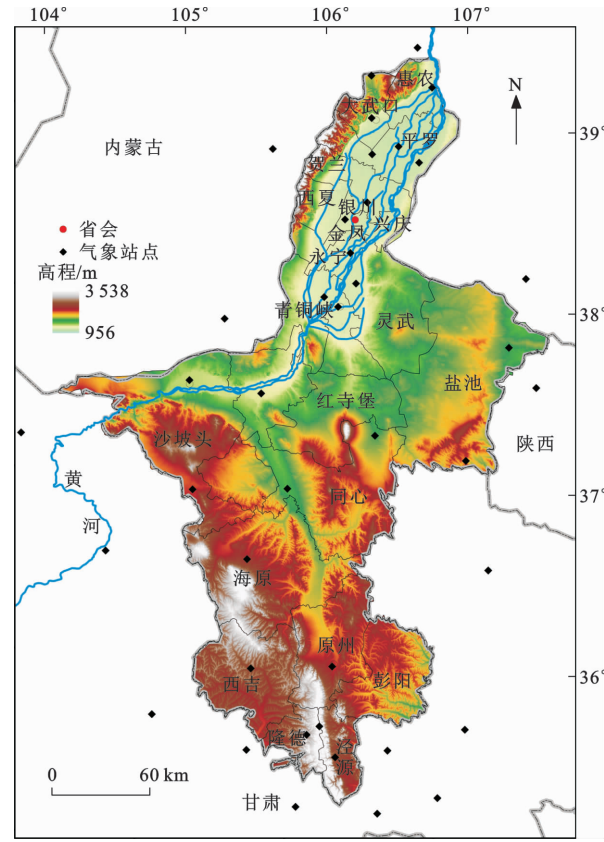 104°
105°
106°
107°
N
惠农
大武口
39°
平罗
内蒙古
贺兰
西夏
银川
省会
兴庆
金凤
气象站点
永宁
高程/m
3 538
956
青铜峡
38°
灵武
盐池
红寺堡
沙坡头
陕西
黄
河
同心
37°
海原
原州
西吉
彭阳
36°
隆德
泾
源
0
60 km
甘肃